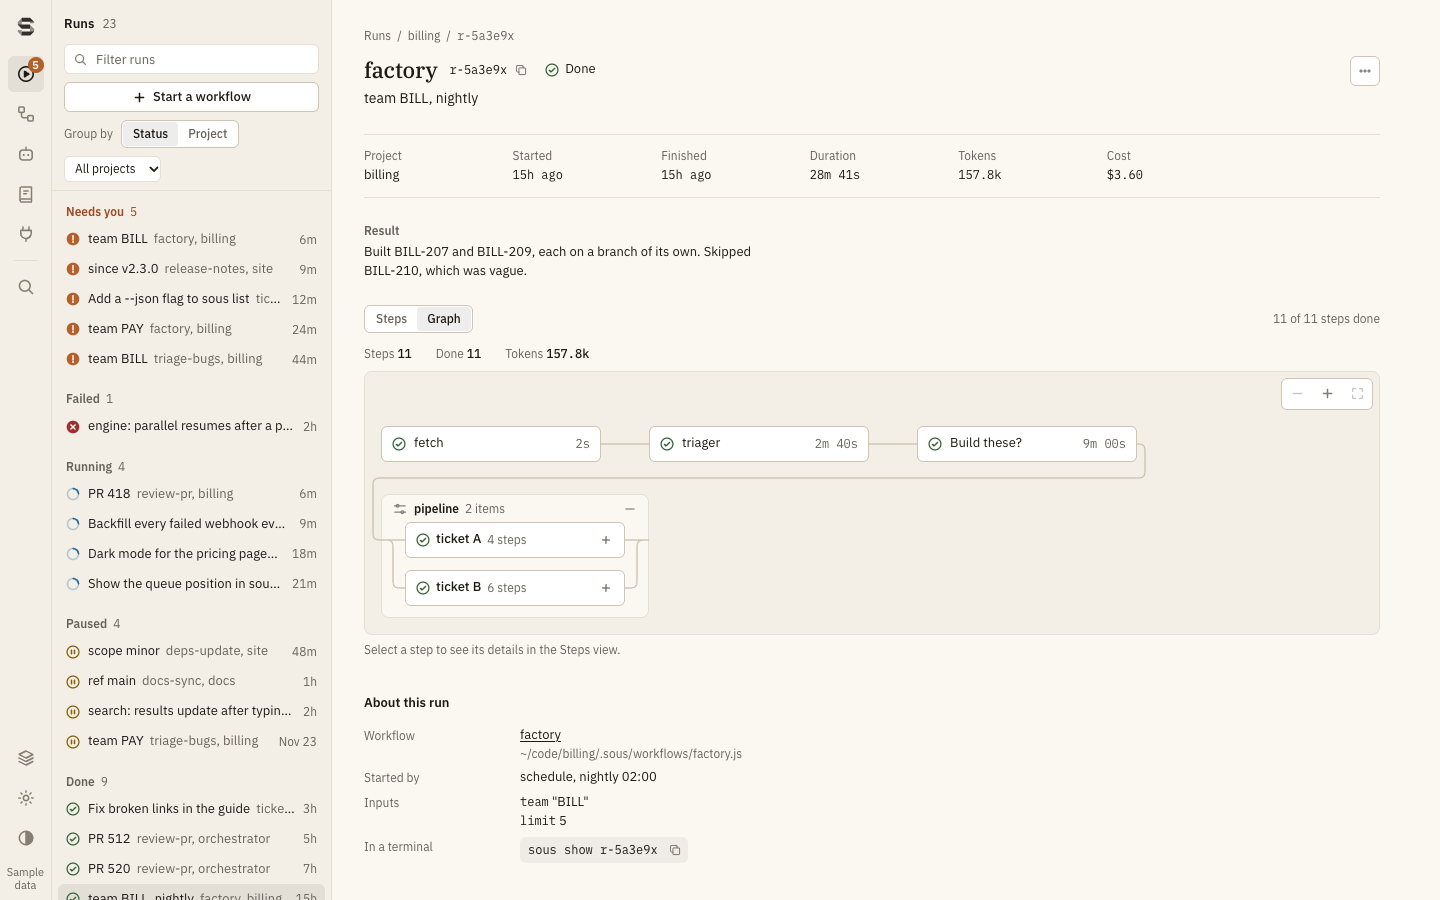 S
5
Sample
data
Runs 23
Filter runs
Start a workflow
Group by Status Project
All projects
Needs you 5
team BILL factory, billing 6m
since v2.3.0 release-notes, site 9m
Add a --json flag to sous list tic... 12m
team PAY factory, billing 24m
team BILL triage-bugs, billing 44m
Failed 1
engine: parallel resumes after a p... 2h
Running 4
PR 418 review-pr, billing 6m
Backfill every failed webhook ev... 9m
Dark mode for the pricing page... 18m
Show the queue position in sou... 21m
Paused 4
scope minor deps-update, site 48m
ref main docs-sync, docs 1h
search: results update after typin... 2h
team PAY triage-bugs, billing Nov 23
Done 9
Fix broken links in the guide ticke... 3h
PR 512 review-pr, orchestrator 5h
PR 520 review-pr, orchestrator 7h
team BILL, nightly factory, billing 15h
Runs / billing / r-5a3e9x
factory r-5a3e9x Done
team BILL, nightly
Project Started Finished Duration Tokens Cost
billing 15h ago 15h ago 28m 41s 157.8k $3.60
Result
Built BILL-207 and BILL-209, each on a branch of its own. Skipped
BILL-210, which was vague.
Steps Graph 11 of 11 steps done
Steps 11 Done 11 Tokens 157.8k
fetch 2s triager 2m 40s Build these? 9m 00s
pipeline 2 items
ticket A 4 steps
ticket B 6 steps
Select a step to see its details in the Steps view.
About this run
Workflow factory
~/code/billing/.sous/workflows/factory.js
Started by schedule, nightly 02:00
Inputs team "BILL"
limit 5
In a terminal sous show r-5a3e9x